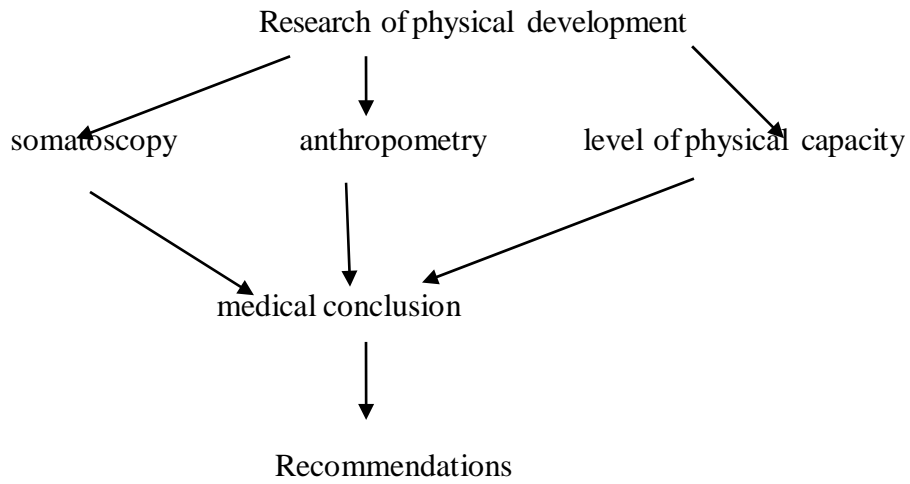 Research of physical development
somatoscopy anthropometry level of physical capacity
medical conclusion
Recommendations